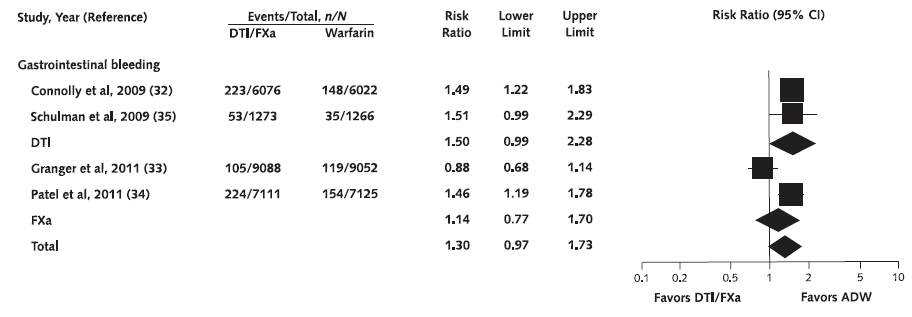 Study, Year (Reference) Events/Total, n/N Risk Ratio Lower Limit Upper Limit Risk Ratio (95% CI)
DTI/FXa Warfarin
Gastrointestinal bleeding
Connolly et al, 2009 (32) 223/6076 148/6022 1.49 1.22 1.83
Schulman et al, 2009 (35) 53/1273 35/1266 1.51 0.99 2.29
DTI 1.50 0.99 2.28
Granger et al, 2011 (33) 105/9088 119/9052 0.88 0.68 1.14
Patel et al, 2011 (34) 224/7111 154/7125 1.46 1.19 1.78
FXa 1.14 0.77 1.70
Total 1.30 0.97 1.73
0.1 0.2 0.5 1 2 5 10
Favors DTI/FXa Favors ADW